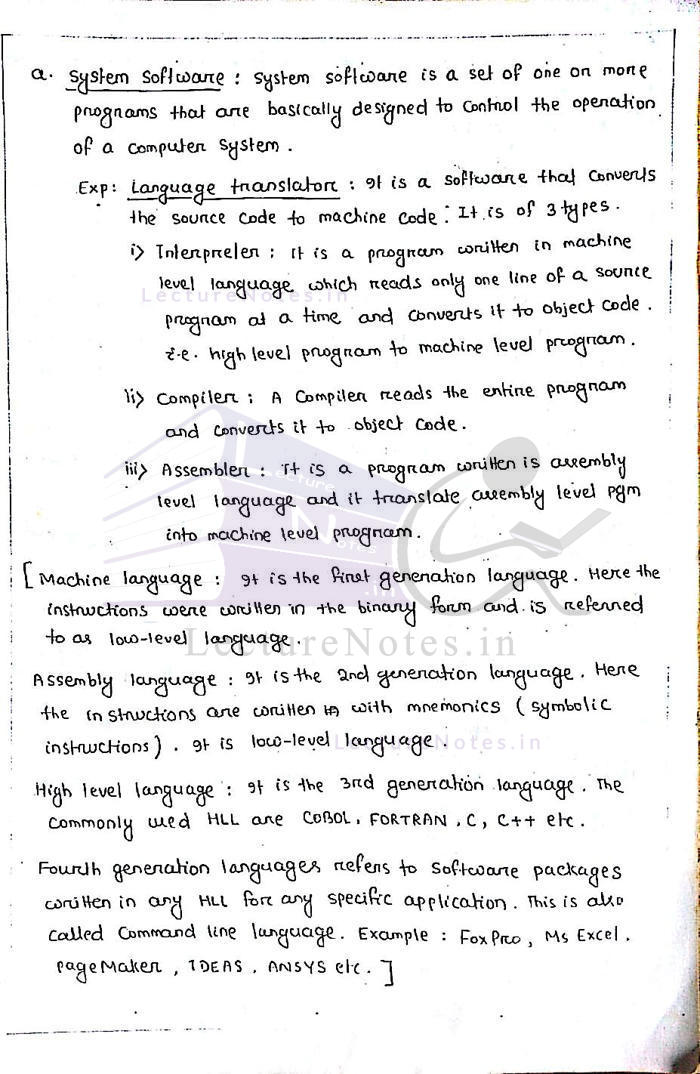 a. System Software : System software is a set of one or more
programs that are basically designed to control the operation
of a computer system.
Exp: Language translator : It is a software that converts
the source code to machine code. It is of 3 types.
i> Interpreter : It is a program written in machine
level language which reads only one line of a source
LectureNotes.in
program at a time and converts it to object code.
i.e. high level program to machine level program.
ii> Compiler : A Compiler reads the entire program
and converts it to object code.
iii> Assembler : It is a program written is assembly
level language and it translate assembly level pgm
into machine level program.
Lecture Notes .in
[Machine language : It is the first generation language. Here the
instructions were written in the binary form and is referred
to as low-level language.
LectureNotes.in
Assembly language : It is the 2nd generation language. Here
the instructions are written with mnemonics (symbolic
instructions). It is low-level language.
LectureNotes.in
High level language : It is the 3rd generation language. The
commonly used HLL are COBOL, FORTRAN, C, C++ etc.
Fourth generation languages refers to software packages
written in any HLL for any specific application. This is also
called Command line language. Example : FoxPro, Ms Excel,
PageMaker, IDEAS, ANSYS etc.]